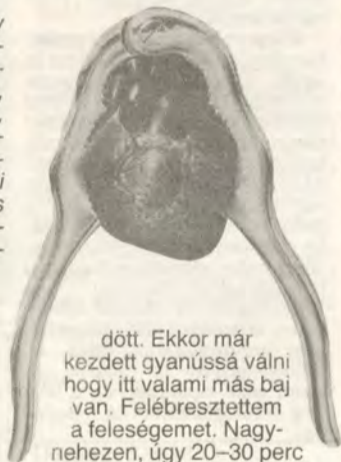 dött. Ekkor már
kezdett gyanússá válni
hogy itt valami más baj
van. Felébresztettem
a feleségemet. Nagy-
nehezen, úgy 20–30 perc